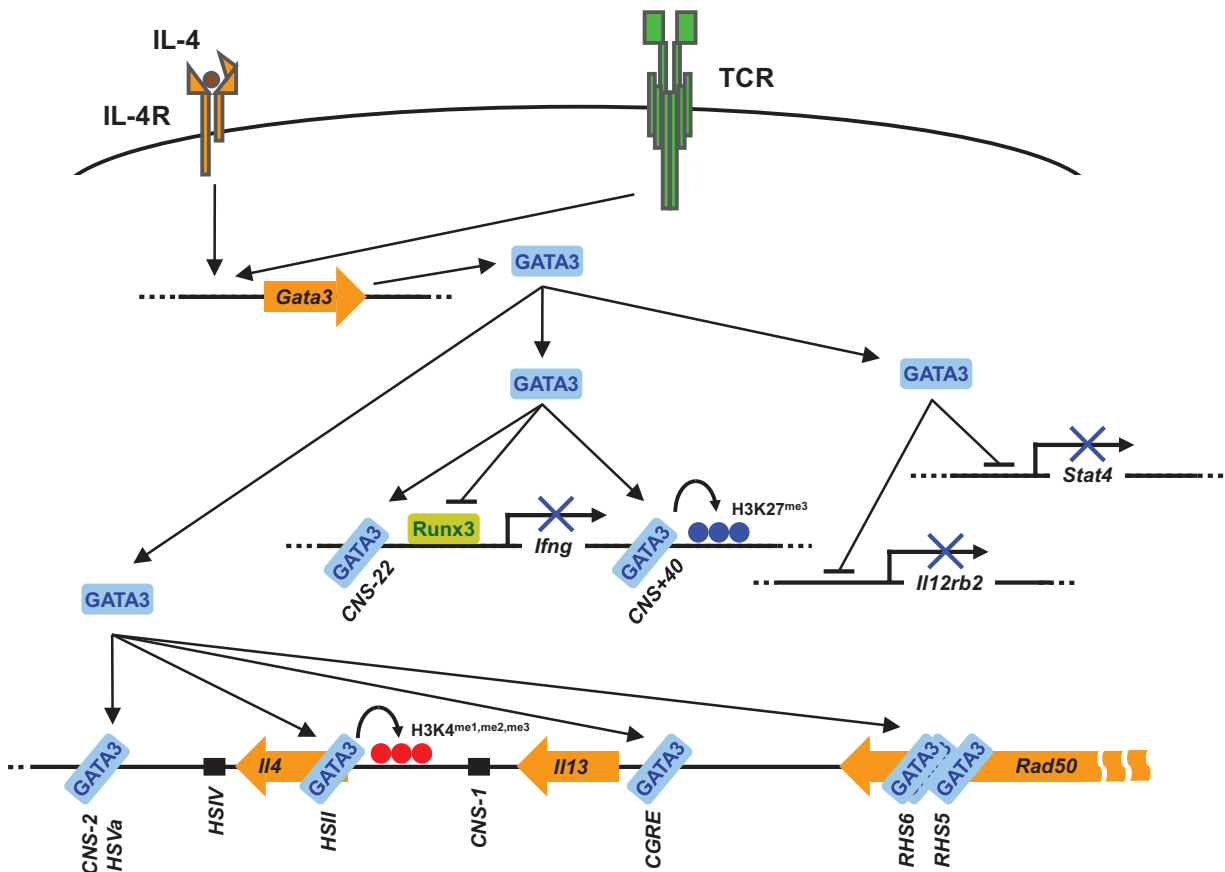 IL-4
TCR
IL-4R
GATA3
Gata3
GATA3
GATA3
Stat4
H3K27me3
Runx3
Ifng
GATA3
GATA3
CNS-22
CNS+40
Il12rb2
GATA3
H3K4me1,me2,me3
GATA3
Il4
GATA3
Il13
GATA3
GATA3
GATA3
Rad50
CNS-2
HSVa
HSIV
HSII
CNS-1
CGRE
RHS6
RHS5